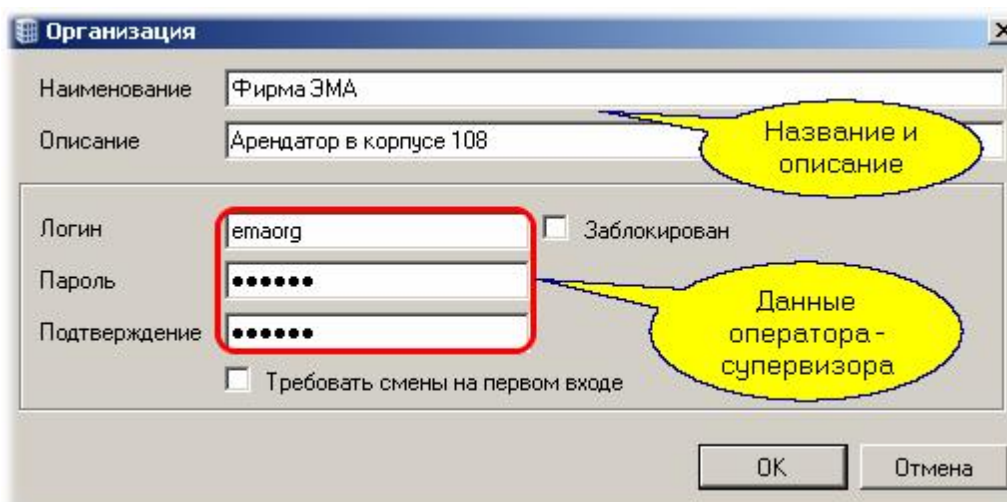 Организация
Наименование
Фирма ЭМА
Описание
Арендатор в корпусе 108
Название и
описание
Логин
emaorg
Заблокирован
Пароль
●●●●●●
Подтверждение
●●●●●●
Данные
оператора-
супервизора
Требовать смены на первом входе
OK
Отмена